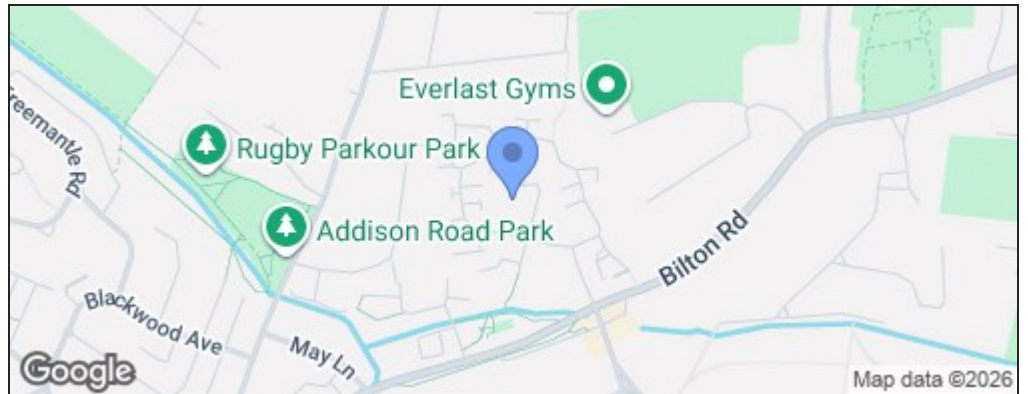 Everlast Gyms
Rugby Parkour Park
Freemantle Rd
Addison Road Park
Bilton Rd
Blackwood Ave
May Ln
Google
Map data ©2026